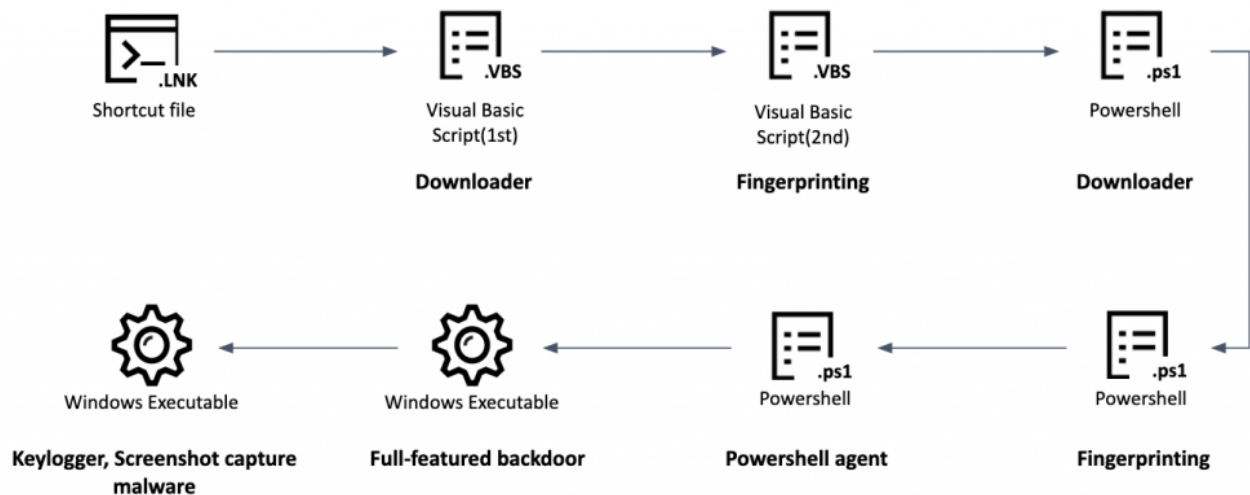 .LNK
Shortcut file
.VBS
Visual Basic
Script(1st)
Downloader
.VBS
Visual Basic
Script(2nd)
Fingerprinting
.ps1
Powershell
Downloader
.ps1
Powershell
Fingerprinting
.ps1
Powershell
Powershell agent
Windows Executable
Full-featured backdoor
Windows Executable
Keylogger, Screenshot capture
malware